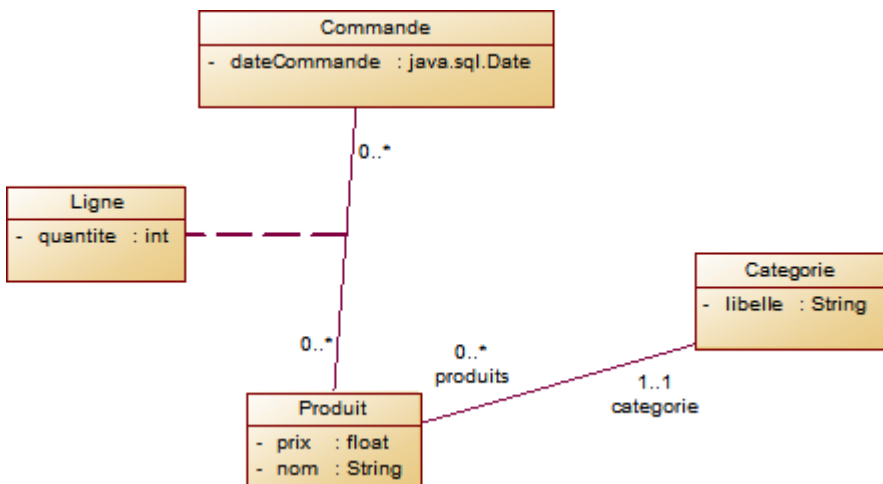 Commande
- dateCommande : java.sql.Date
0..*
Ligne
- quantite : int
Categorie
- libelle : String
0..*
0..*
produits
1..1
categorie
Produit
- prix : float
- nom : String